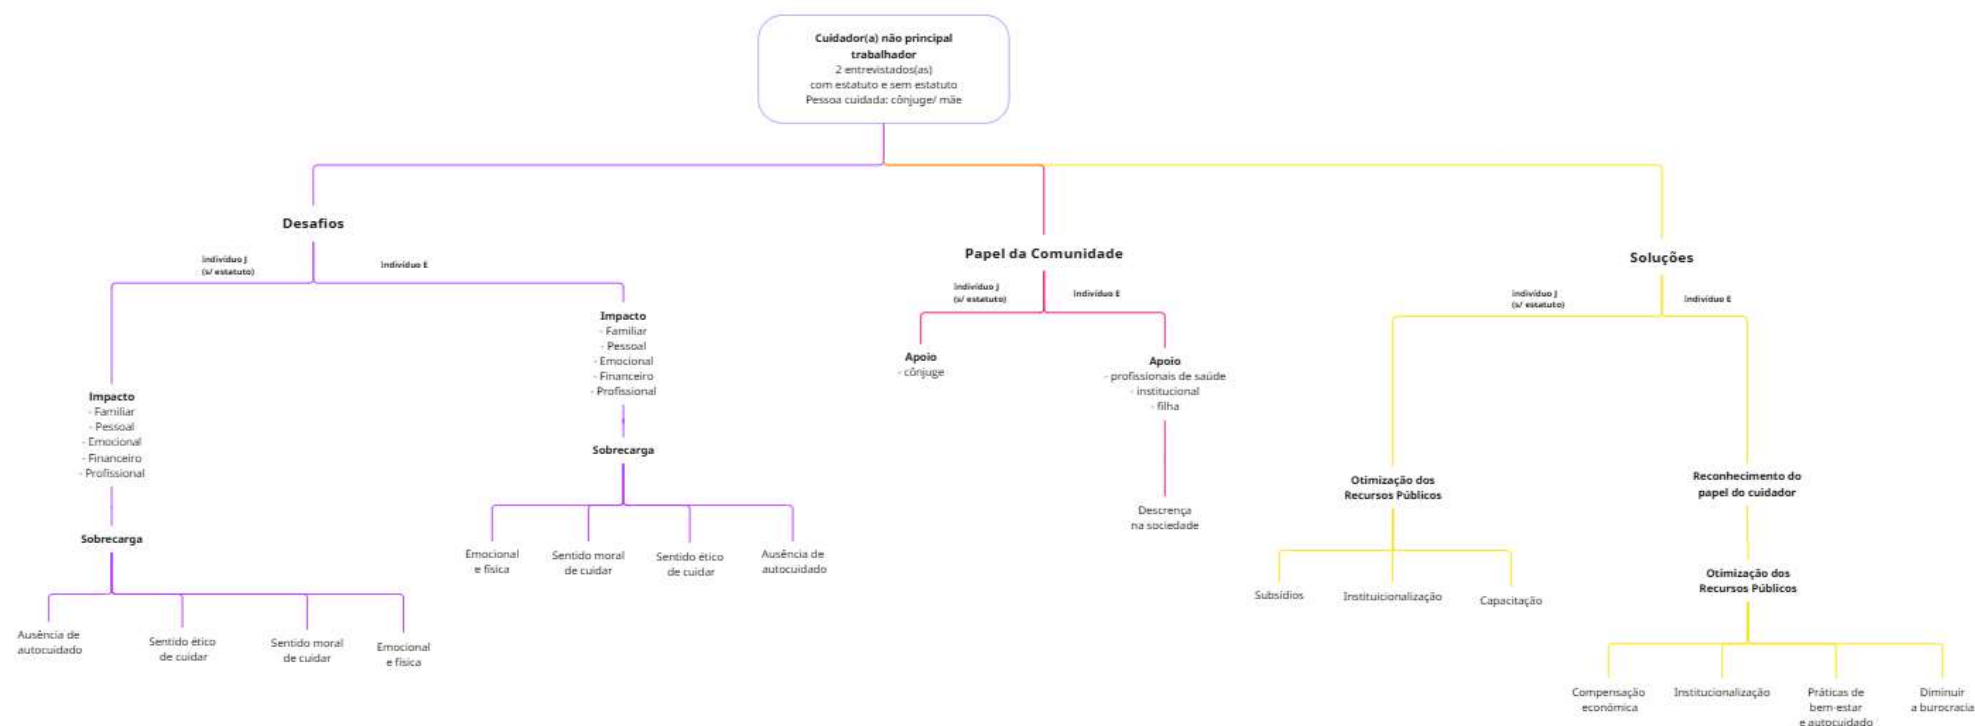 Cuidador(a) não principal
trabalhador
2 entrevistados(as)
com estatuto e sem estatuto
Pessoa cuidada: cônjuge/ mãe
Desafios
Indivíduo J
(s/ estatuto)
Indivíduo E
Impacto
- Familiar
- Pessoal
- Emocional
- Financeiro
- Profissional
Sobrecarga
Ausência de
autocuidado
Sentido ético
de cuidar
Sentido moral
de cuidar
Emocional
e física
Impacto
- Familiar
- Pessoal
- Emocional
- Financeiro
- Profissional
Sobrecarga
Emocional
e física
Sentido moral
de cuidar
Sentido ético
de cuidar
Ausência de
autocuidado
Papel da Comunidade
Indivíduo J
(s/ estatuto)
Indivíduo E
Apoio
- cônjuge
Apoio
- profissionais de saúde
- institucional
- filha
Descrença
na sociedade
Soluções
Indivíduo J
(s/ estatuto)
Indivíduo E
Otimização dos
Recursos Públicos
Subsídios
Instituicionalização
Capacitação
Reconhecimento do
papel do cuidador
Otimização dos
Recursos Públicos
Compensação
económica
Institucionalização
Práticas de
bem-estar
e autocuidado
Diminuir
a burocracia